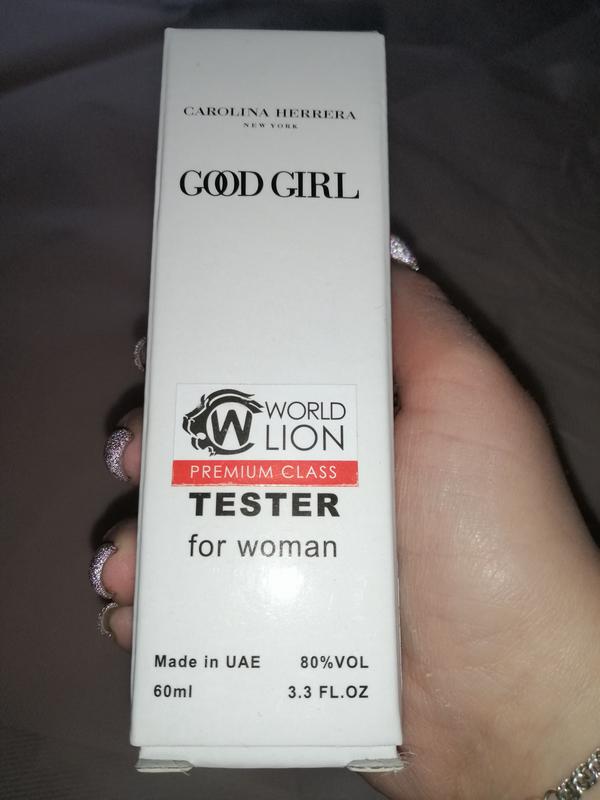 CAROLINA HERRERA
NEW YORK
GOOD GIRL
W WORLD
LION
PREMIUM CLASS
TESTER
for woman
Made in UAE 80%VOL
60ml 3.3 FL.OZ